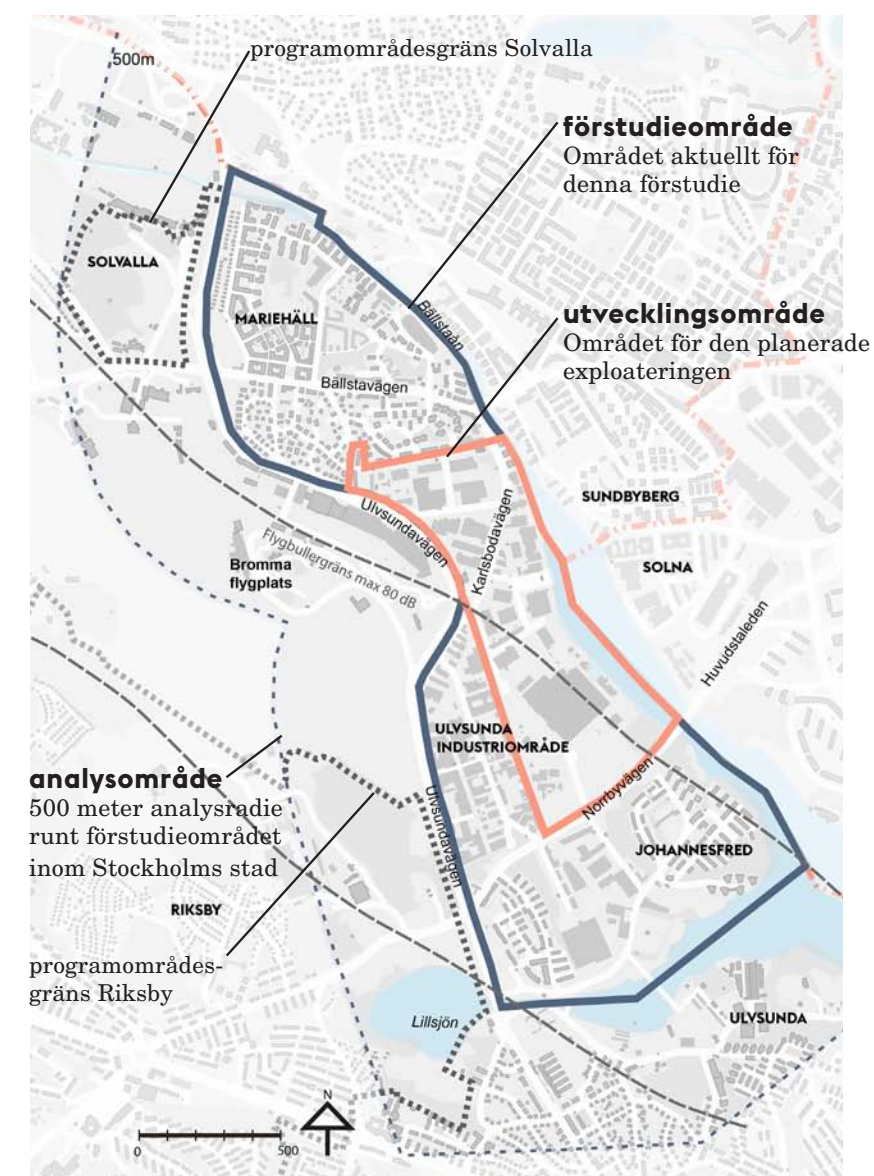 programområdesgräns Solvalla
500m
förstudieområde
Området aktuellt för
denna förstudie
SOLVALLA
MARIEHÄLL
Bällstaån
utvecklingsområde
Området för den planerade
exploateringen
Bällstavägen
SUNDBYBERG
Ulvsundavägen
Karlsbodavägen
Flygbullergräns max 80 dB
Bromma
flygplats
SOLNA
Huvudstaleden
ULVSUNDA
INDUSTRIOMRÅDE
analysområde
500 meter analysradie
runt förstudieområdet
inom Stockholms stad
Norrbyvägen
Ulvsundavägen
JOHANNESFRED
RIKSBY
programområdes-
gräns Riksby
Lillsjön
ULVSUNDA
N
0
500